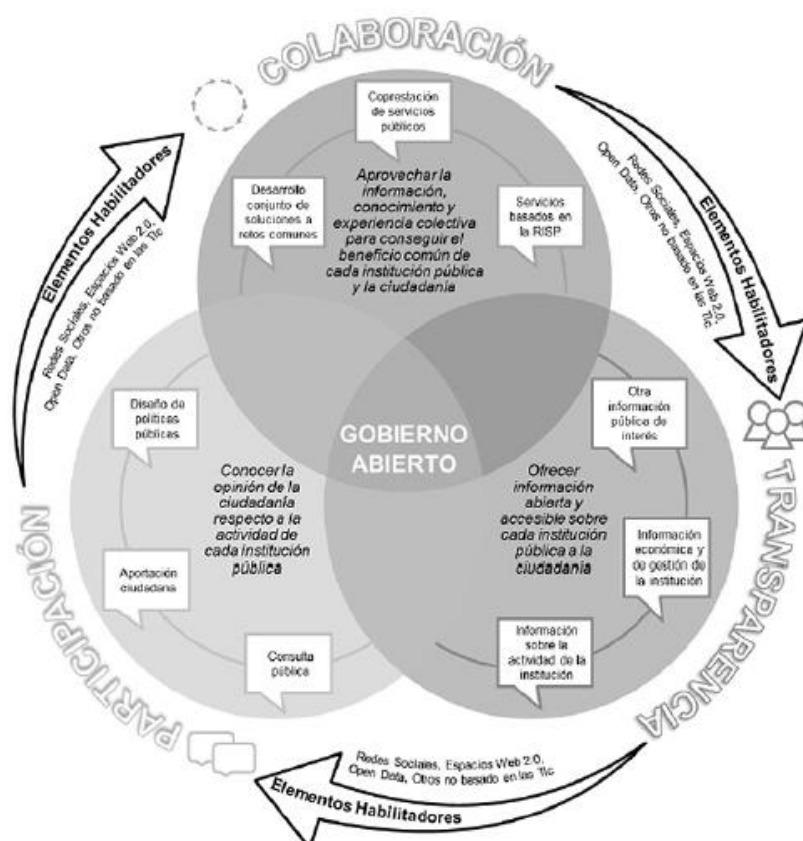 COLABORACIÓN
Coprestación
de servicios
públicos
Desarrollo
conjunto de
soluciones a
retos comunes
Aprovechar la
información,
conocimiento y
experiencia colectiva
para conseguir el
beneficio común de
cada institución pública
y la ciudadanía
Servicios
basados en
la RISP
Elementos Habilitadores
Redes Sociales, Espacios Web 2.0,
Open Data, Otros no basado en las Tic
Redes Sociales, Espacios Web 2.0,
Open Data, Otros no basado en las Tic
Elementos Habilitadores
Diseño de
políticas
públicas
Conocer la
opinión de la
ciudadanía
respecto a la
actividad de
cada institución
pública
Aportación
ciudadana
Consulta
pública
PARTICIPACIÓN
GOBIERNO
ABIERTO
Otra
información
pública de
interés
Ofrecer
información
abierta y
accesible sobre
cada institución
pública a la
ciudadanía
Información
económica y
de gestión de
la institución
Información
sobre la
actividad de la
institución
TRANSPARENCIA
Redes Sociales, Espacios Web 2.0,
Open Data, Otros no basado en las Tic
Elementos Habilitadores